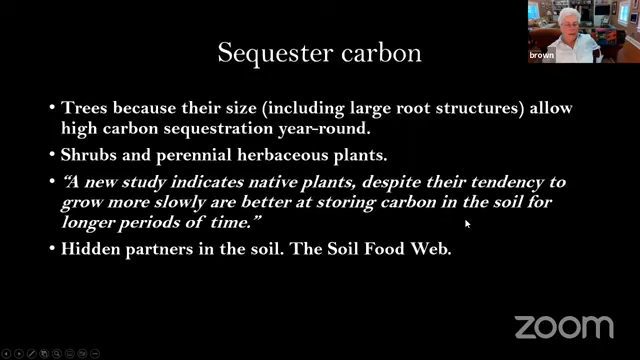 brown
Sequester carbon
• Trees because their size (including large root structures) allow
high carbon sequestration year-round.
• Shrubs and perennial herbaceous plants.
• “A new study indicates native plants, despite their tendency to
grow more slowly are better at storing carbon in the soil for
longer periods of time.”
• Hidden partners in the soil. The Soil Food Web.
zoom